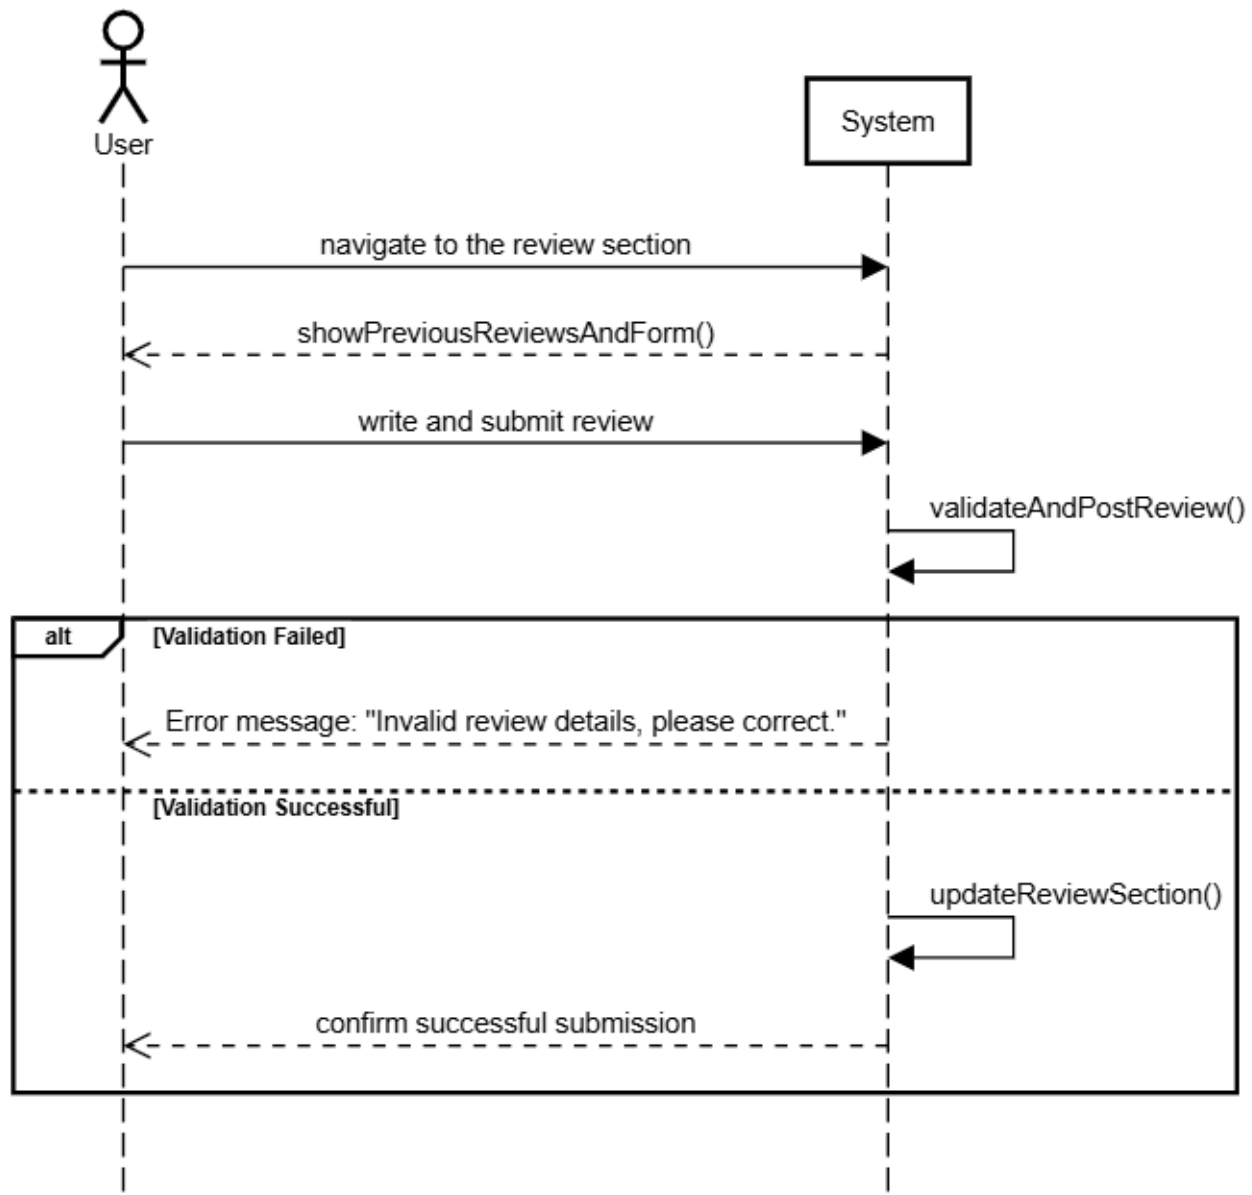 User
System
navigate to the review section
showPreviousReviewsAndForm()
write and submit review
validateAndPostReview()
alt [Validation Failed]
Error message: "Invalid review details, please correct."
[Validation Successful]
updateReviewSection()
confirm successful submission